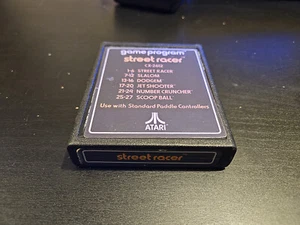 game program
street racer
CX-2612
1-6 STREET RACER
7-12 SLALOM
13-16 DODGEM
17-20 JET SHOOTER
21-24 NUMBER CRUNCHER
25-27 SCOOP BALL
Use with Standard Paddle Controllers
ATARI
street racer